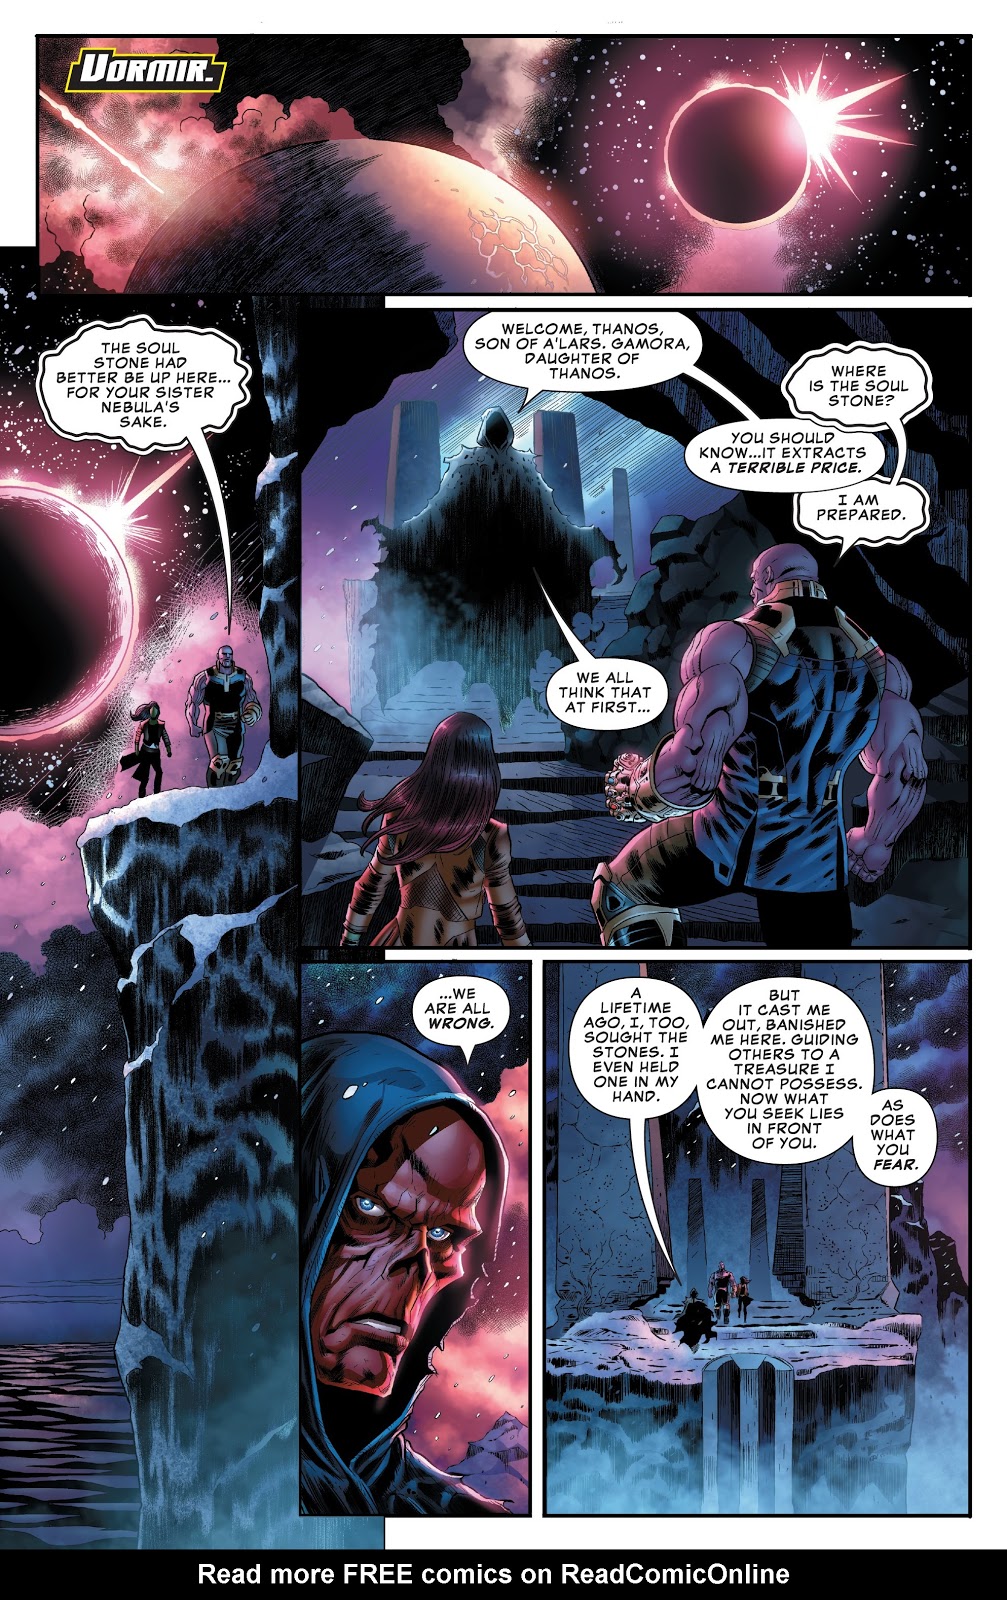 VORMIR.
THE SOUL
STONE HAD
BETTER BE UP HERE...
FOR YOUR SISTER
NEBULA'S
SAKE.
WELCOME, THANOS,
SON OF A'LARS. GAMORA,
DAUGHTER OF
THANOS.
WHERE
IS THE SOUL
STONE?
YOU SHOULD
KNOW...IT EXTRACTS
A TERRIBLE PRICE.
I AM
PREPARED.
WE ALL
THINK THAT
AT FIRST...
...WE
ARE ALL
WRONG.
A
LIFETIME
AGO, I, TOO,
SOUGHT THE
STONES. I
EVEN HELD
ONE IN MY
HAND.
BUT
IT CAST ME
OUT, BANISHED
ME HERE. GUIDING
OTHERS TO A
TREASURE I
CANNOT POSSESS.
NOW WHAT
YOU SEEK LIES
IN FRONT
OF YOU.
AS
DOES
WHAT
YOU
FEAR.
Read more FREE comics on ReadComicOnline